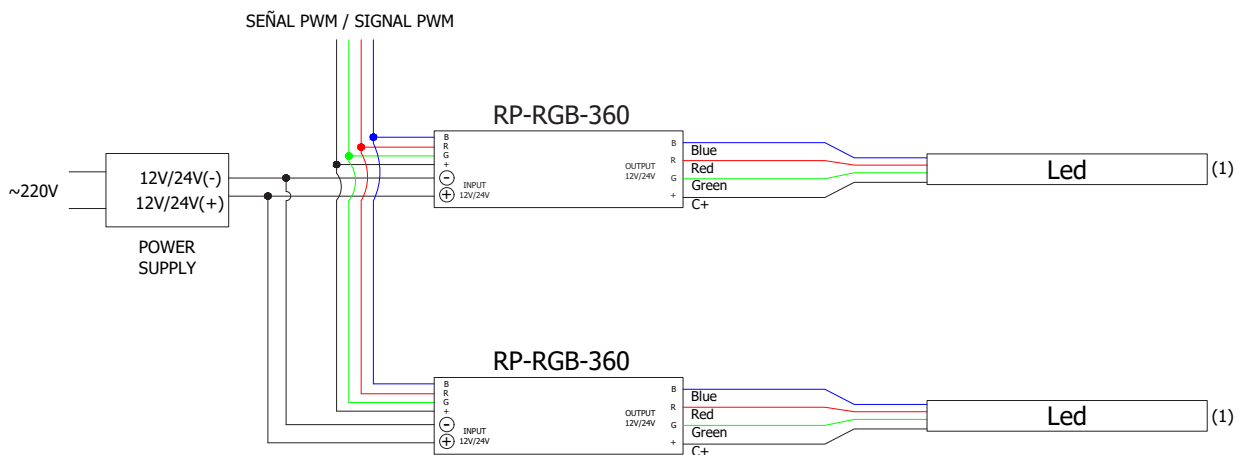 SEÑAL PWM / SIGNAL PWM
RP-RGB-360
B
R
G
+
-
+
INPUT
12V/24V
OUTPUT
12V/24V
B
R
G
+
Blue
Red
Green
C+
Led
(1)
~220V
12V/24V(-)
12V/24V(+)
POWER
SUPPLY
RP-RGB-360
B
R
G
+
-
+
INPUT
12V/24V
OUTPUT
12V/24V
B
R
G
+
Blue
Red
Green
C+
Led
(1)